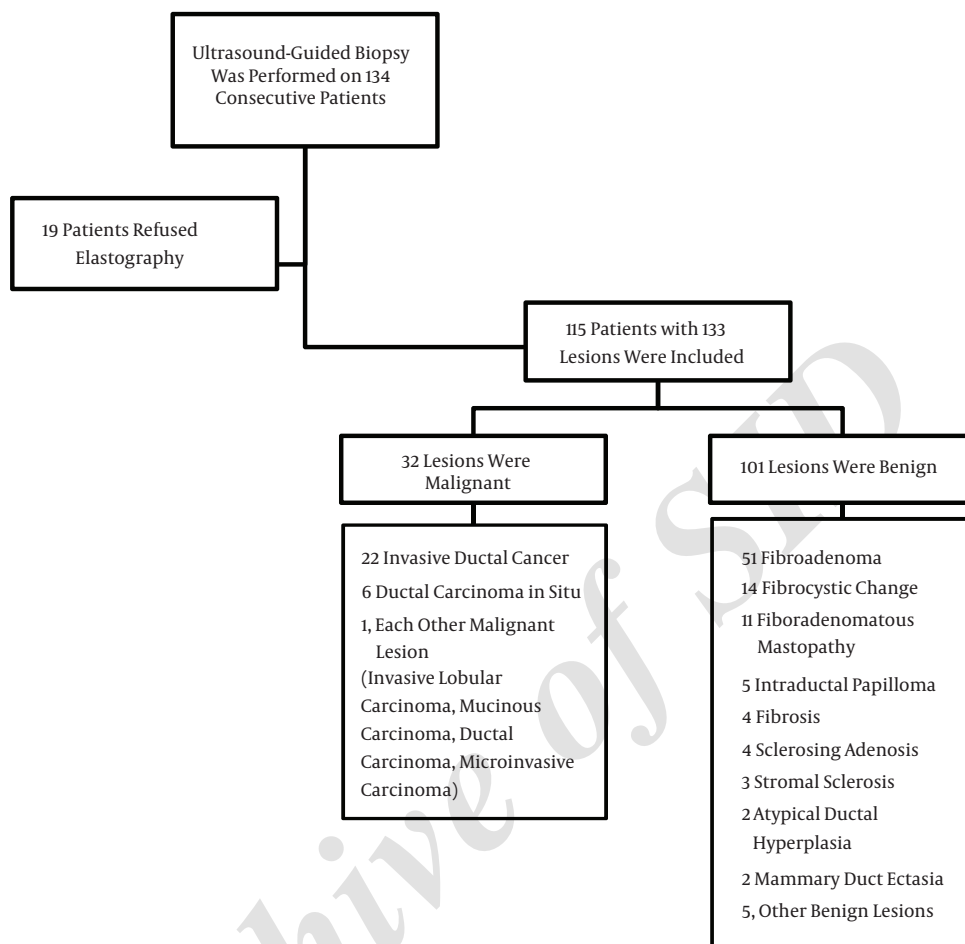 Ultrasound-Guided Biopsy
Was Performed on 134
Consecutive Patients
19 Patients Refused
Elastography
115 Patients with 133
Lesions Were Included
32 Lesions Were
Malignant
101 Lesions Were Benign
22 Invasive Ductal Cancer
6 Ductal Carcinoma in Situ
1, Each Other Malignant
Lesion
(Invasive Lobular
Carcinoma, Mucinous
Carcinoma, Ductal
Carcinoma, Microinvasive
Carcinoma)
51 Fibroadenoma
14 Fibrocystic Change
11 Fiboradenomatous
Mastopathy
5 Intraductal Papilloma
4 Fibrosis
4 Sclerosing Adenosis
3 Stromal Sclerosis
2 Atypical Ductal
Hyperplasia
2 Mammary Duct Ectasia
5, Other Benign Lesions
hive of SID